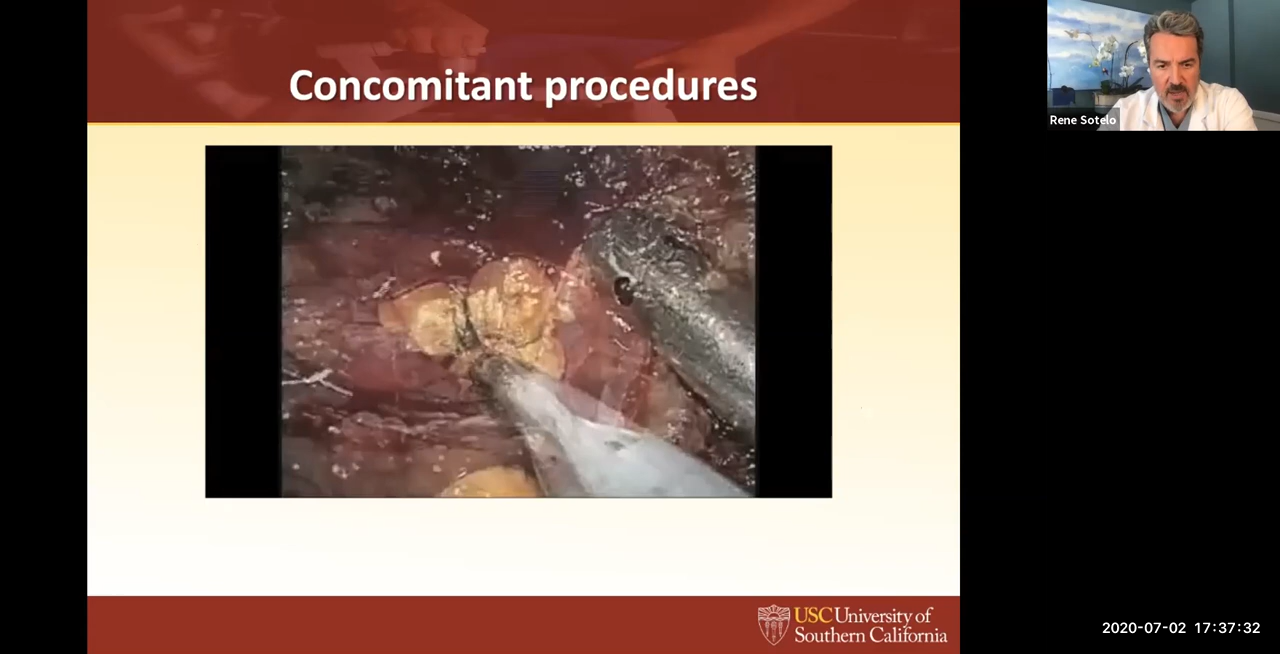 Concomitant procedures
Rene Sotelo
USC University of
Southern California
2020-07-02 17:37:32